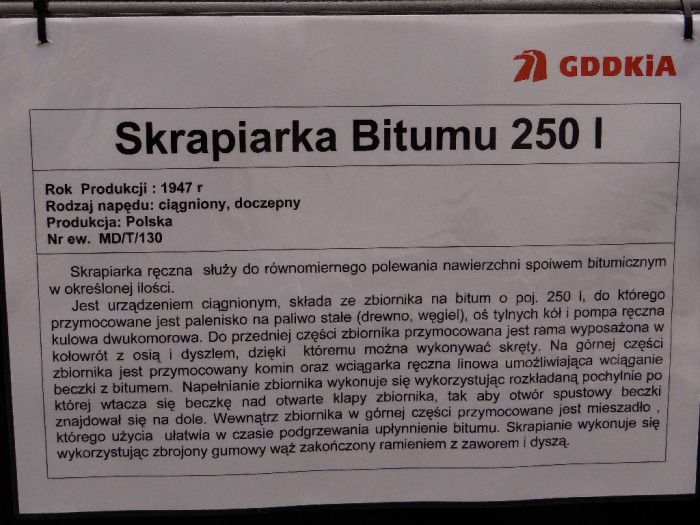 GDDKiA
Skrapiarka Bitumu 250 l
Rok Produkcji : 1947 r
Rodzaj napędu: ciągniony, doczepny
Produkcja: Polska
Nr ew. MD/T/130
Skrapiarka ręczna służy do równomiernego polewania nawierzchni spoiwem bitumicznym
w określonej ilości.
Jest urządzeniem ciągnionym, składa ze zbiornika na bitum o poj. 250 l, do którego
przymocowane jest palenisko na paliwo stałe (drewno, węgiel), oś tylnych kół i pompa ręczna
kulowa dwukomorowa. Do przedniej części zbiornika przymocowana jest rama wyposażona w
kołowrót z osią i dyszlem, dzięki któremu można wykonywać skręty. Na górnej części
zbiornika jest przymocowany komin oraz wciągarka ręczna linowa umożliwiająca wciąganie
beczki z bitumem. Napełnianie zbiornika wykonuje się wykorzystując rozkładaną pochylnie po
której wtacza się beczkę nad otwarte klapy zbiornika, tak aby otwór spustowy beczki
znajdował się na dole. Wewnątrz zbiornika w górnej części przymocowane jest mieszadło ,
którego użycia ułatwia w czasie podgrzewania upłynnienie bitumu. Skrapianie wykonuje się
wykorzystując zbrojony gumowy wąż zakończony ramieniem z zaworem i dyszą.